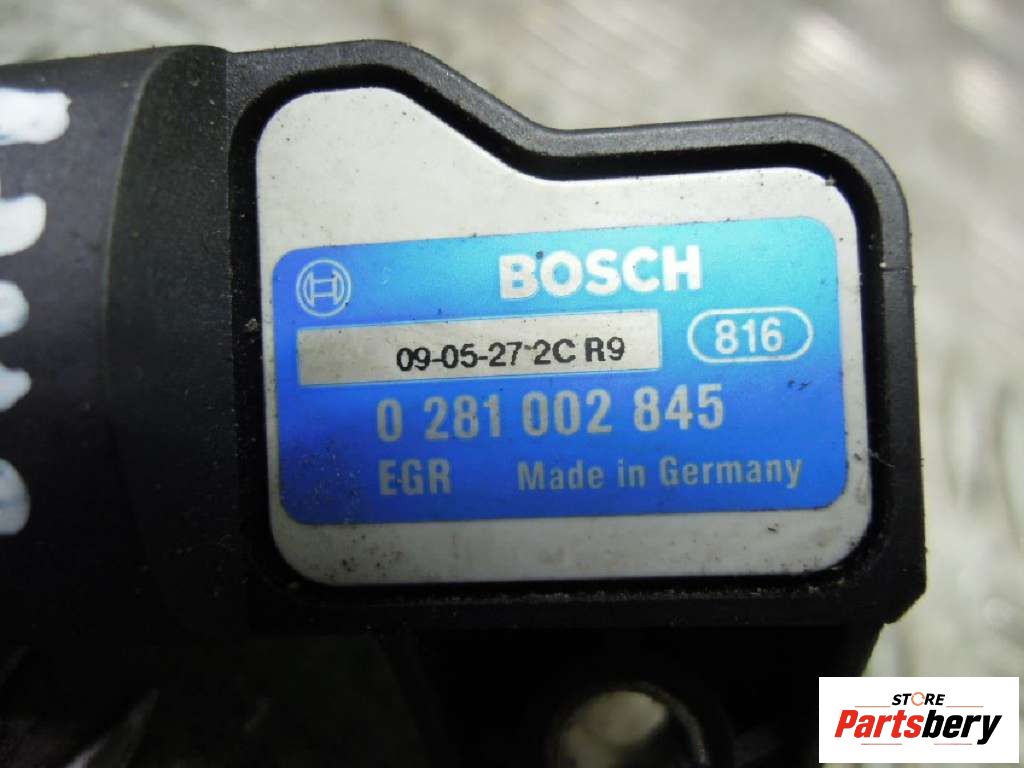 BOSCH
09-05-27 2C R9
816
0 281 002 845
EGR Made in Germany
STORE
Partsbery